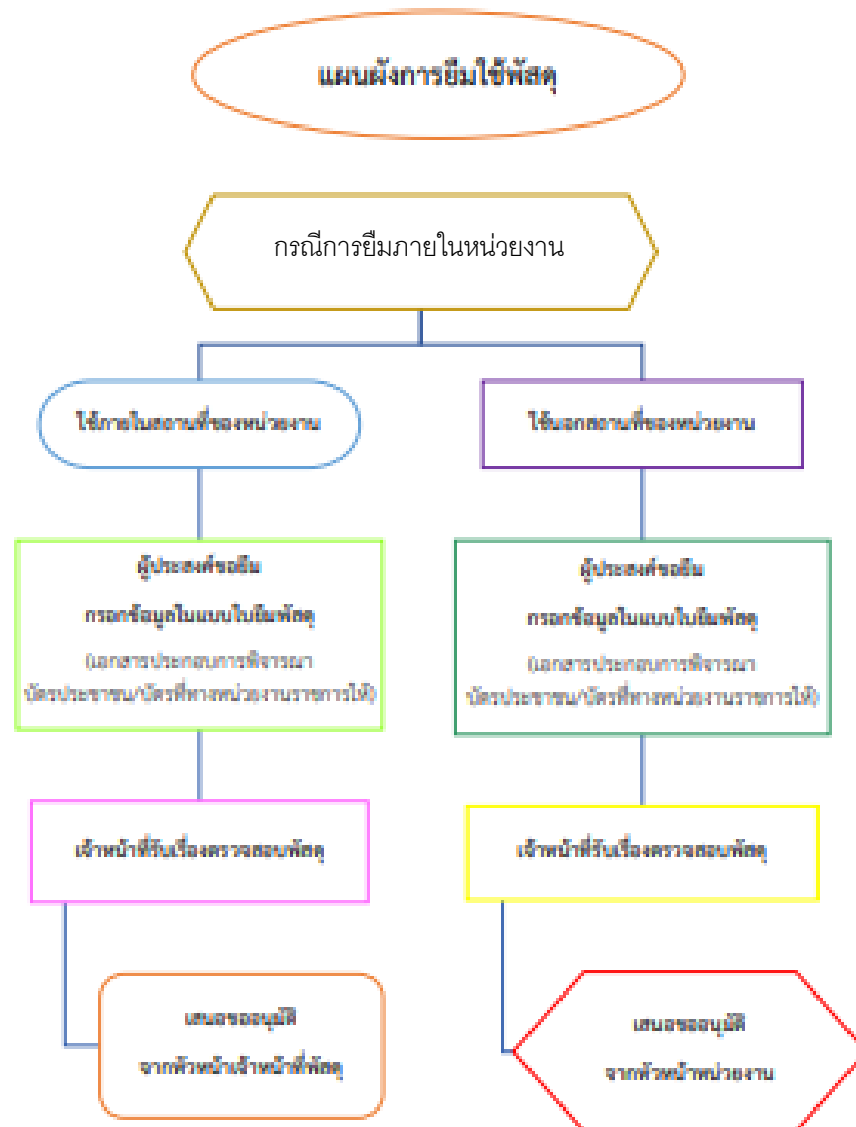 แผนผังการยืมใช้พัสดุ
กรณีการยืมภายในหน่วยงาน
ใช้ภายในสถานที่ของหน่วยงาน
ใช้นอกสถานที่ของหน่วยงาน
ผู้ประสงค์ขอยืม
กรอกข้อมูลในแบบใบยืมพัสดุ
(เอกสารประกอบการพิจารณา
บัตรประชาชน/บัตรที่ทางหน่วยงานราชการให้)
ผู้ประสงค์ขอยืม
กรอกข้อมูลในแบบใบยืมพัสดุ
(เอกสารประกอบการพิจารณา
บัตรประชาชน/บัตรที่ทางหน่วยงานราชการให้)
เจ้าหน้าที่รับเรื่องตรวจสอบพัสดุ
เจ้าหน้าที่รับเรื่องตรวจสอบพัสดุ
เสนอขออนุมัติ
จากหัวหน้าเจ้าหน้าที่พัสดุ
เสนอขออนุมัติ
จากหัวหน้าหน่วยงาน